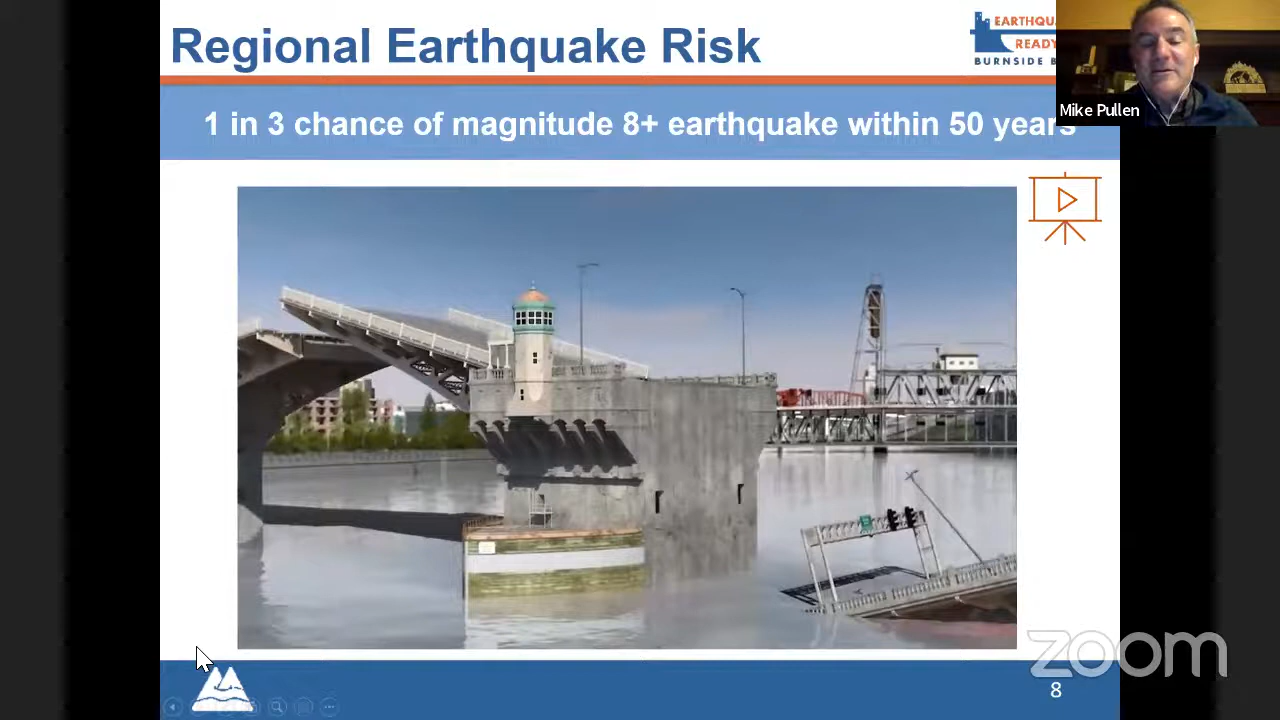 Regional Earthquake Risk
EARTHQUA
READY
BURNSIDE B
Mike Pullen
1 in 3 chance of magnitude 8+ earthquake within 50 years
zoom
8